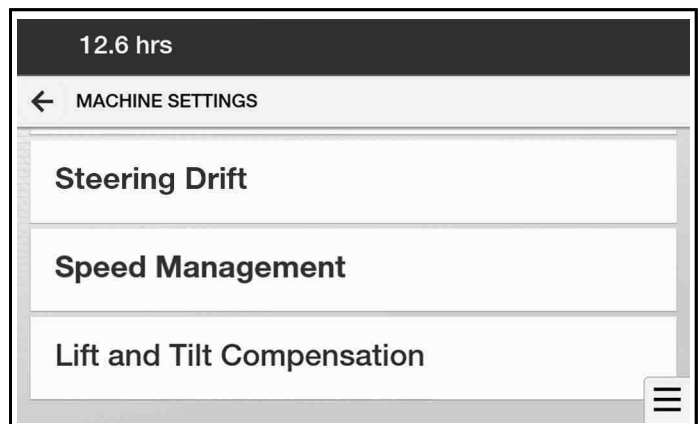 12.6 hrs
MACHINE SETTINGS
Steering Drift
Speed Management
Lift and Tilt Compensation